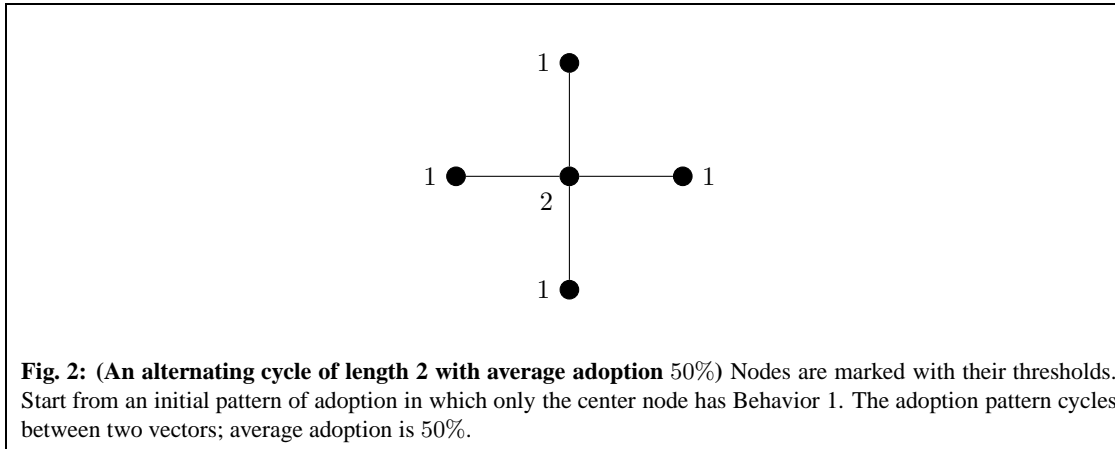 1
1
1
2
1
Fig. 2: (An alternating cycle of length 2 with average adoption 50%) Nodes are marked with their thresholds.
Start from an initial pattern of adoption in which only the center node has Behavior 1. The adoption pattern cycles
between two vectors; average adoption is 50%.